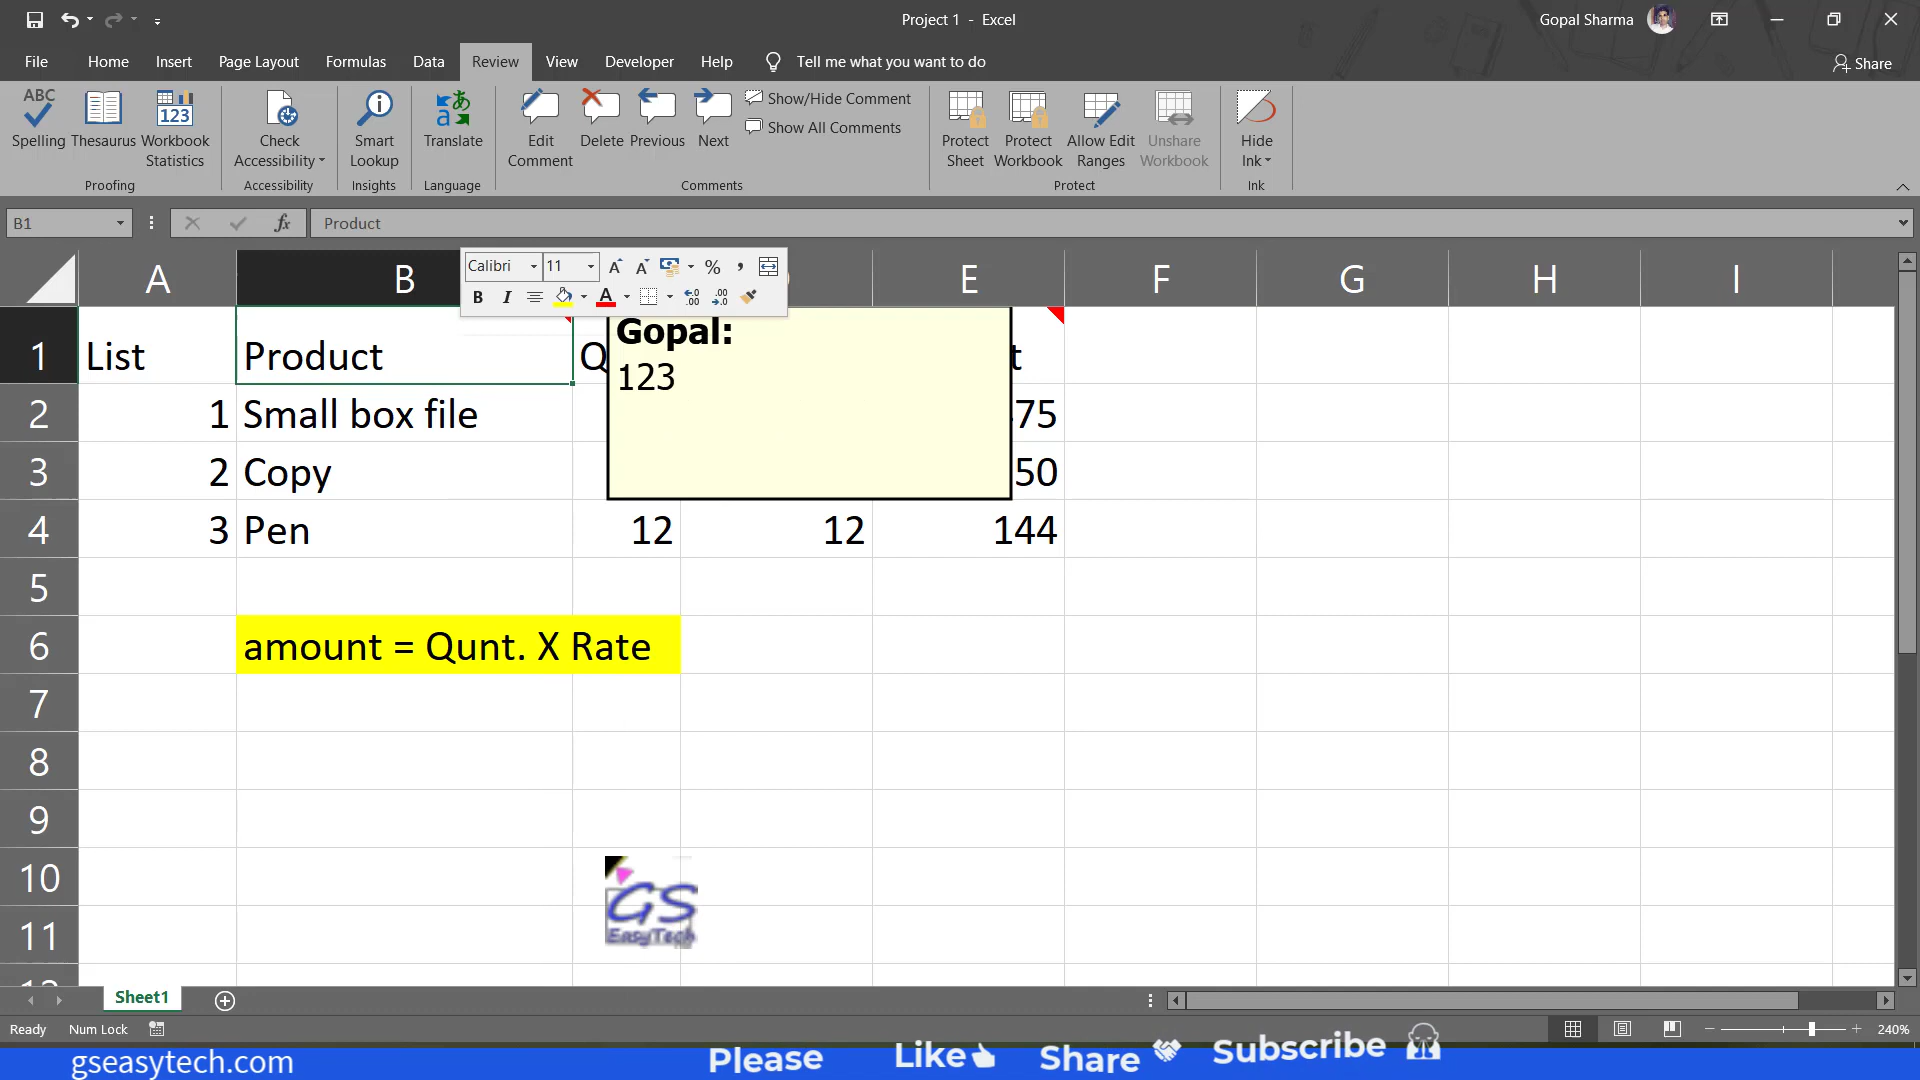 Project 1 - Excel
Gopal Sharma
File Home Insert Page Layout Formulas Data Review View Developer Help Tell me what you want to do
Share
ABC
Spelling
Thesaurus
123
Workbook Statistics
Proofing
Check Accessibility
Accessibility
Smart Lookup
Insights
Translate
Language
Edit Comment
Delete
Previous
Next
Show/Hide Comment
Show All Comments
Comments
Protect Sheet
Protect Workbook
Allow Edit Ranges
Unshare Workbook
Protect
Hide Ink
Ink
B1
fx
Product
Calibri 11 A A % ,
B I A .00 .00
A B E F G H I
Gopal:
123
1 List Product Q t
2 1 Small box file 75
3 2 Copy 50
4 3 Pen 12 12 144
5
6 amount = Qunt. X Rate
7
8
9
10
11
GS
EasyTech
Sheet1
Ready Num Lock 240%
gseasytech.com Please Like Share Subscribe